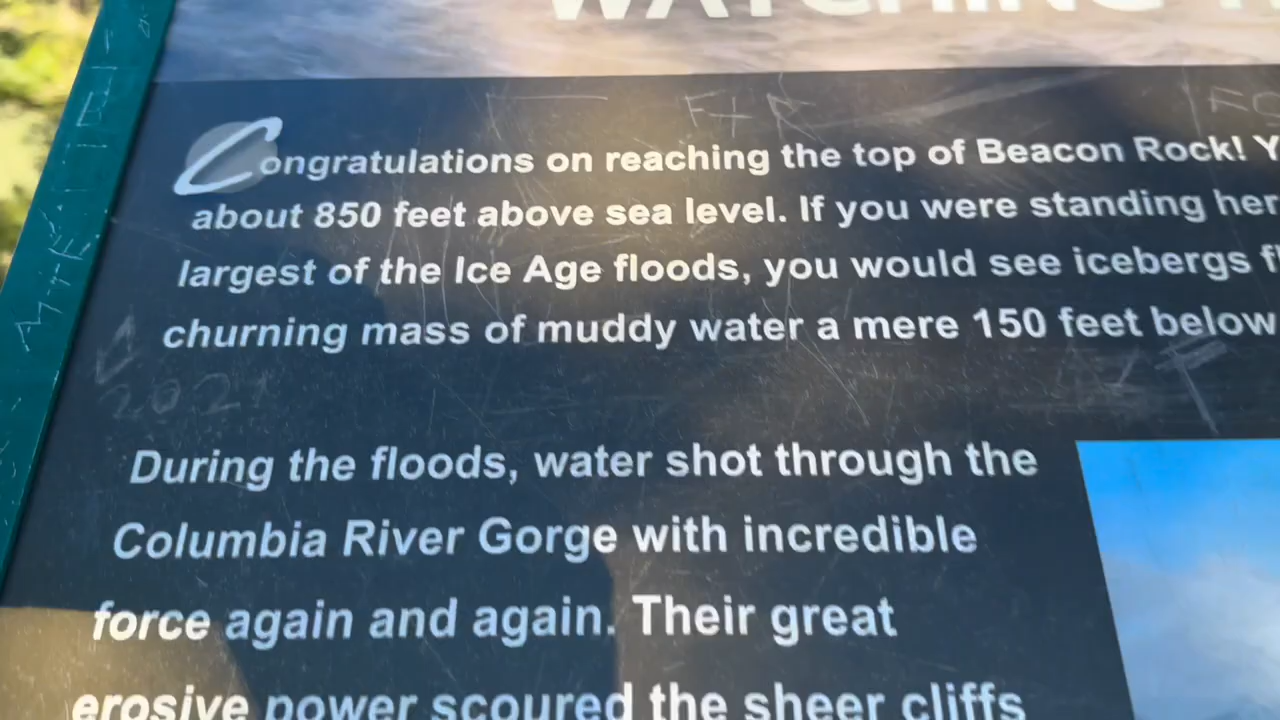 WATCHING
Congratulations on reaching the top of Beacon Rock! Y
about 850 feet above sea level. If you were standing her
largest of the Ice Age floods, you would see icebergs fl
churning mass of muddy water a mere 150 feet below
During the floods, water shot through the
Columbia River Gorge with incredible
force again and again. Their great
erosive power scoured the sheer cliffs